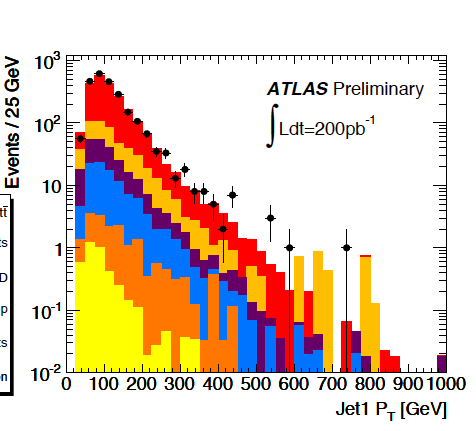 ATLAS Preliminary
∫Ldt=200pb⁻¹
Events / 25 GeV
10³
10²
10
1
10⁻¹
10⁻²
tt̄
ts
D
p
ts
on
0 100 200 300 400 500 600 700 800 900 1000
Jet1 P_T [GeV]